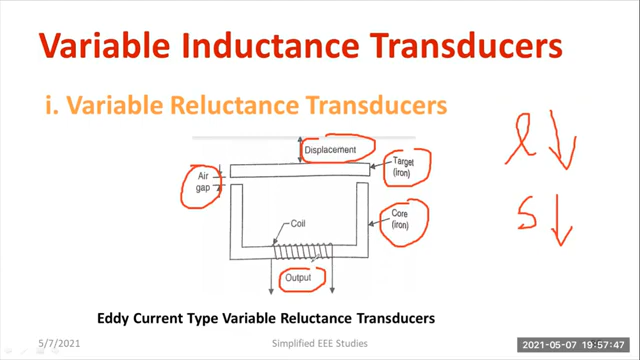 Variable Inductance Transducers
i. Variable Reluctance Transducers
Displacement
Target
(iron)
Air
gap
Core
(iron)
Coil
Output
l ↓
S ↓
Eddy Current Type Variable Reluctance Transducers
5/7/2021
Simplified EEE Studies
2021-05-07 19:57:47